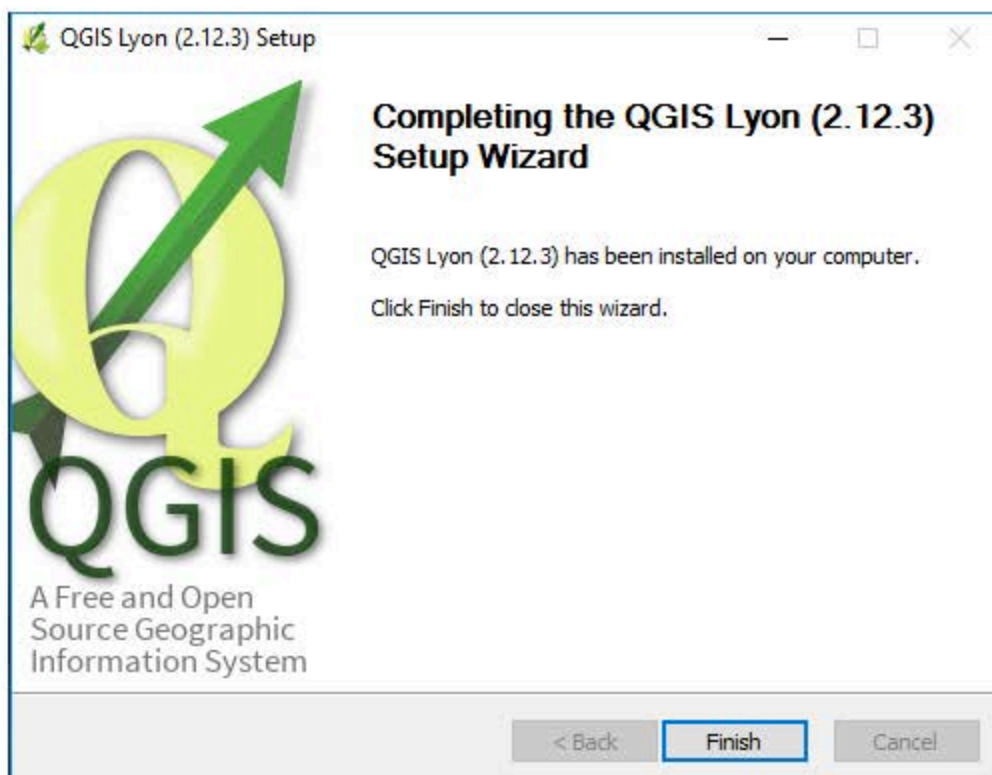 QGIS Lyon (2.12.3) Setup
Completing the QGIS Lyon (2.12.3)
Setup Wizard
QGIS Lyon (2.12.3) has been installed on your computer.
Click Finish to close this wizard.
QGIS
A Free and Open
Source Geographic
Information System
< Back Finish Cancel